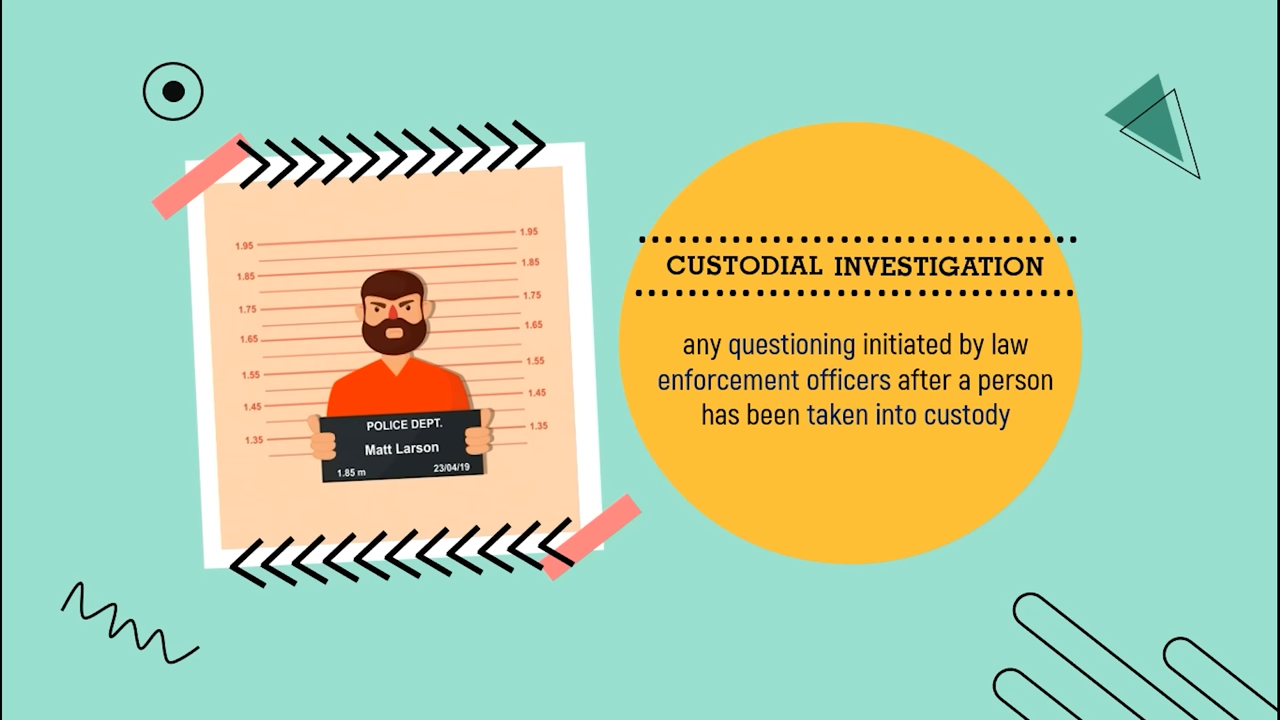 1.95
1.85
1.75
1.65
1.55
1.45
1.35
1.95
1.85
1.75
1.65
1.55
1.45
1.35
POLICE DEPT.
Matt Larson
1.85 m 23/04/19
CUSTODIAL INVESTIGATION
any questioning initiated by law
enforcement officers after a person
has been taken into custody